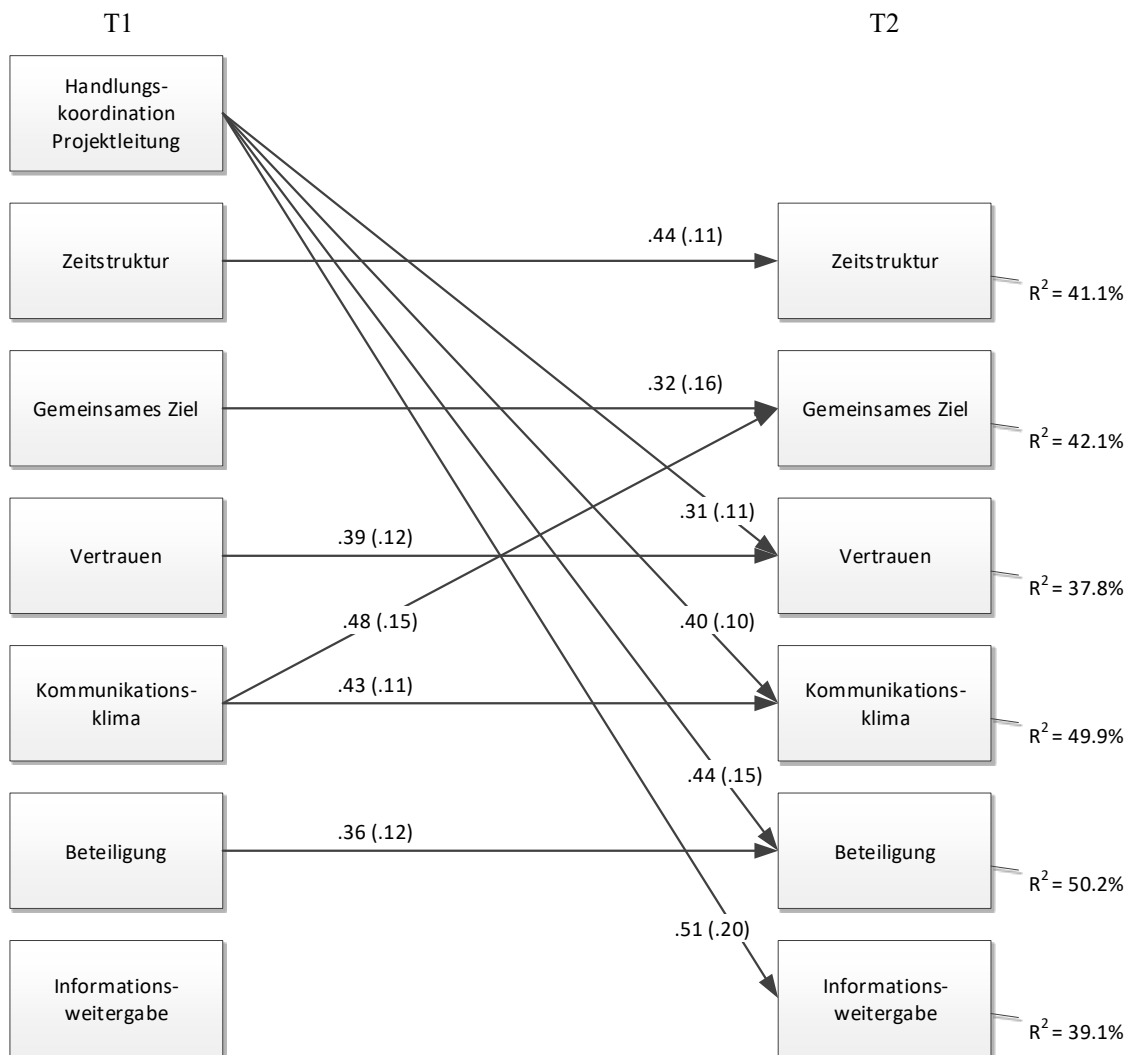 T1
T2
Handlungs-
koordination
Projektleitung
Zeitstruktur
.44 (.11)
Zeitstruktur
R² = 41.1%
Gemeinsames Ziel
.32 (.16)
Gemeinsames Ziel
R² = 42.1%
.31 (.11)
Vertrauen
.39 (.12)
Vertrauen
R² = 37.8%
.48 (.15)
.40 (.10)
Kommunikations-
klima
.43 (.11)
Kommunikations-
klima
R² = 49.9%
.44 (.15)
Beteiligung
.36 (.12)
Beteiligung
R² = 50.2%
.51 (.20)
Informations-
weitergabe
Informations-
weitergabe
R² = 39.1%